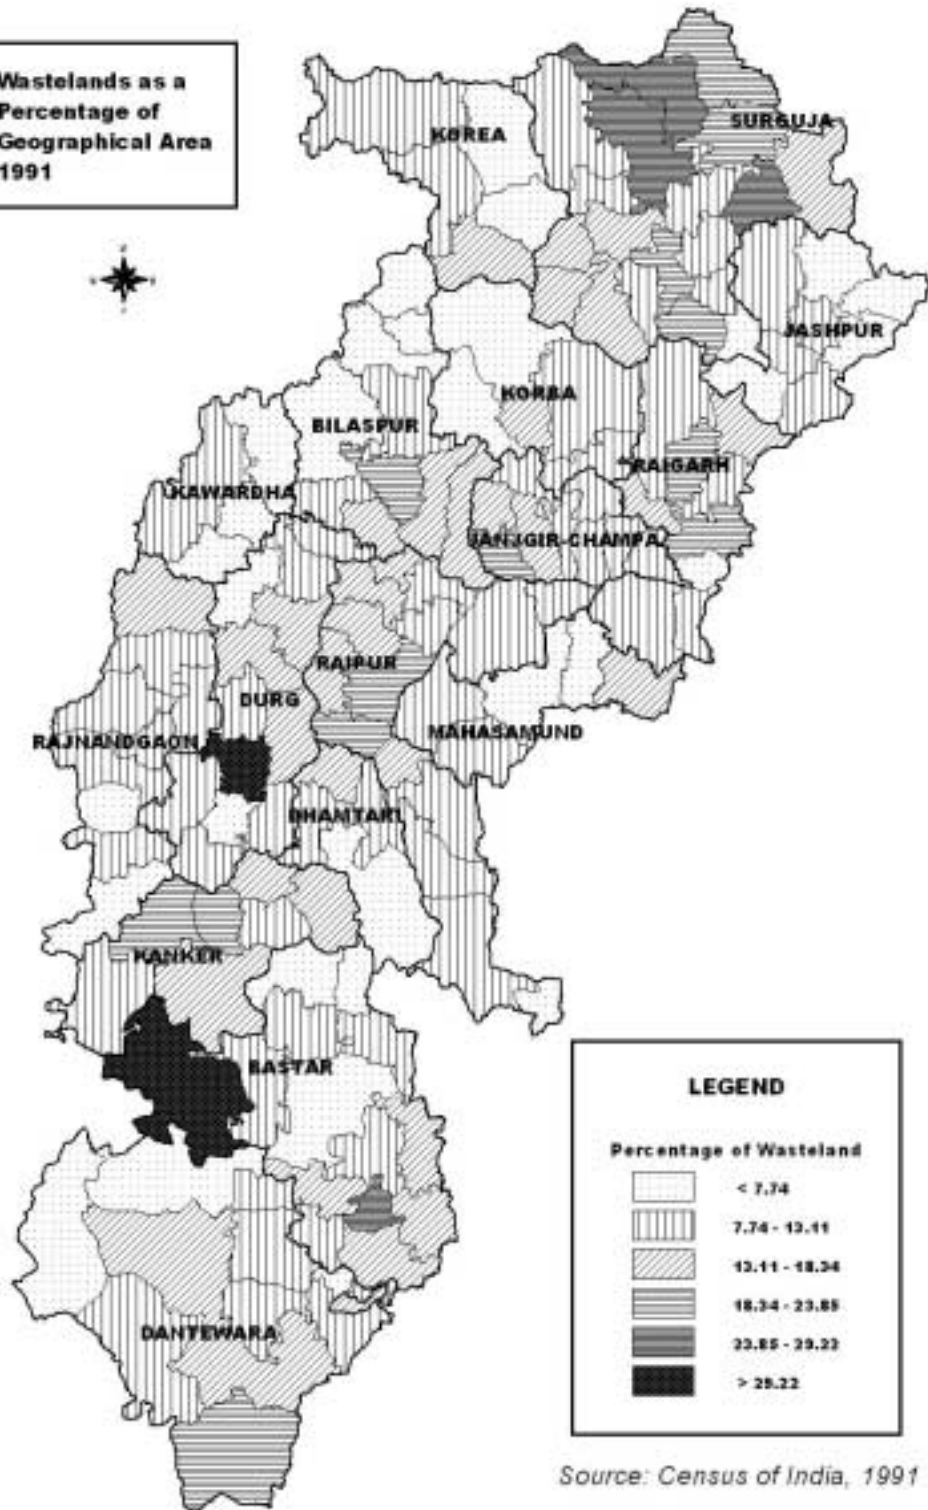 Wastelands as a
Percentage of
Geographical Area
1991
KOREA
SURGUJA
JASHPUR
KORBA
BILASPUR
RAIGARH
KAWARDHA
JANJGIR-CHAMPA
RAIPUR
DURG
MAHASAMUND
RAJNANDGAON
DHAMTARI
KANKER
BASTAR
DANTEWARA
LEGEND
Percentage of Wasteland
< 7.74
7.74 - 13.11
13.11 - 18.34
18.34 - 23.85
23.85 - 29.22
> 29.22
Source: Census of India, 1991